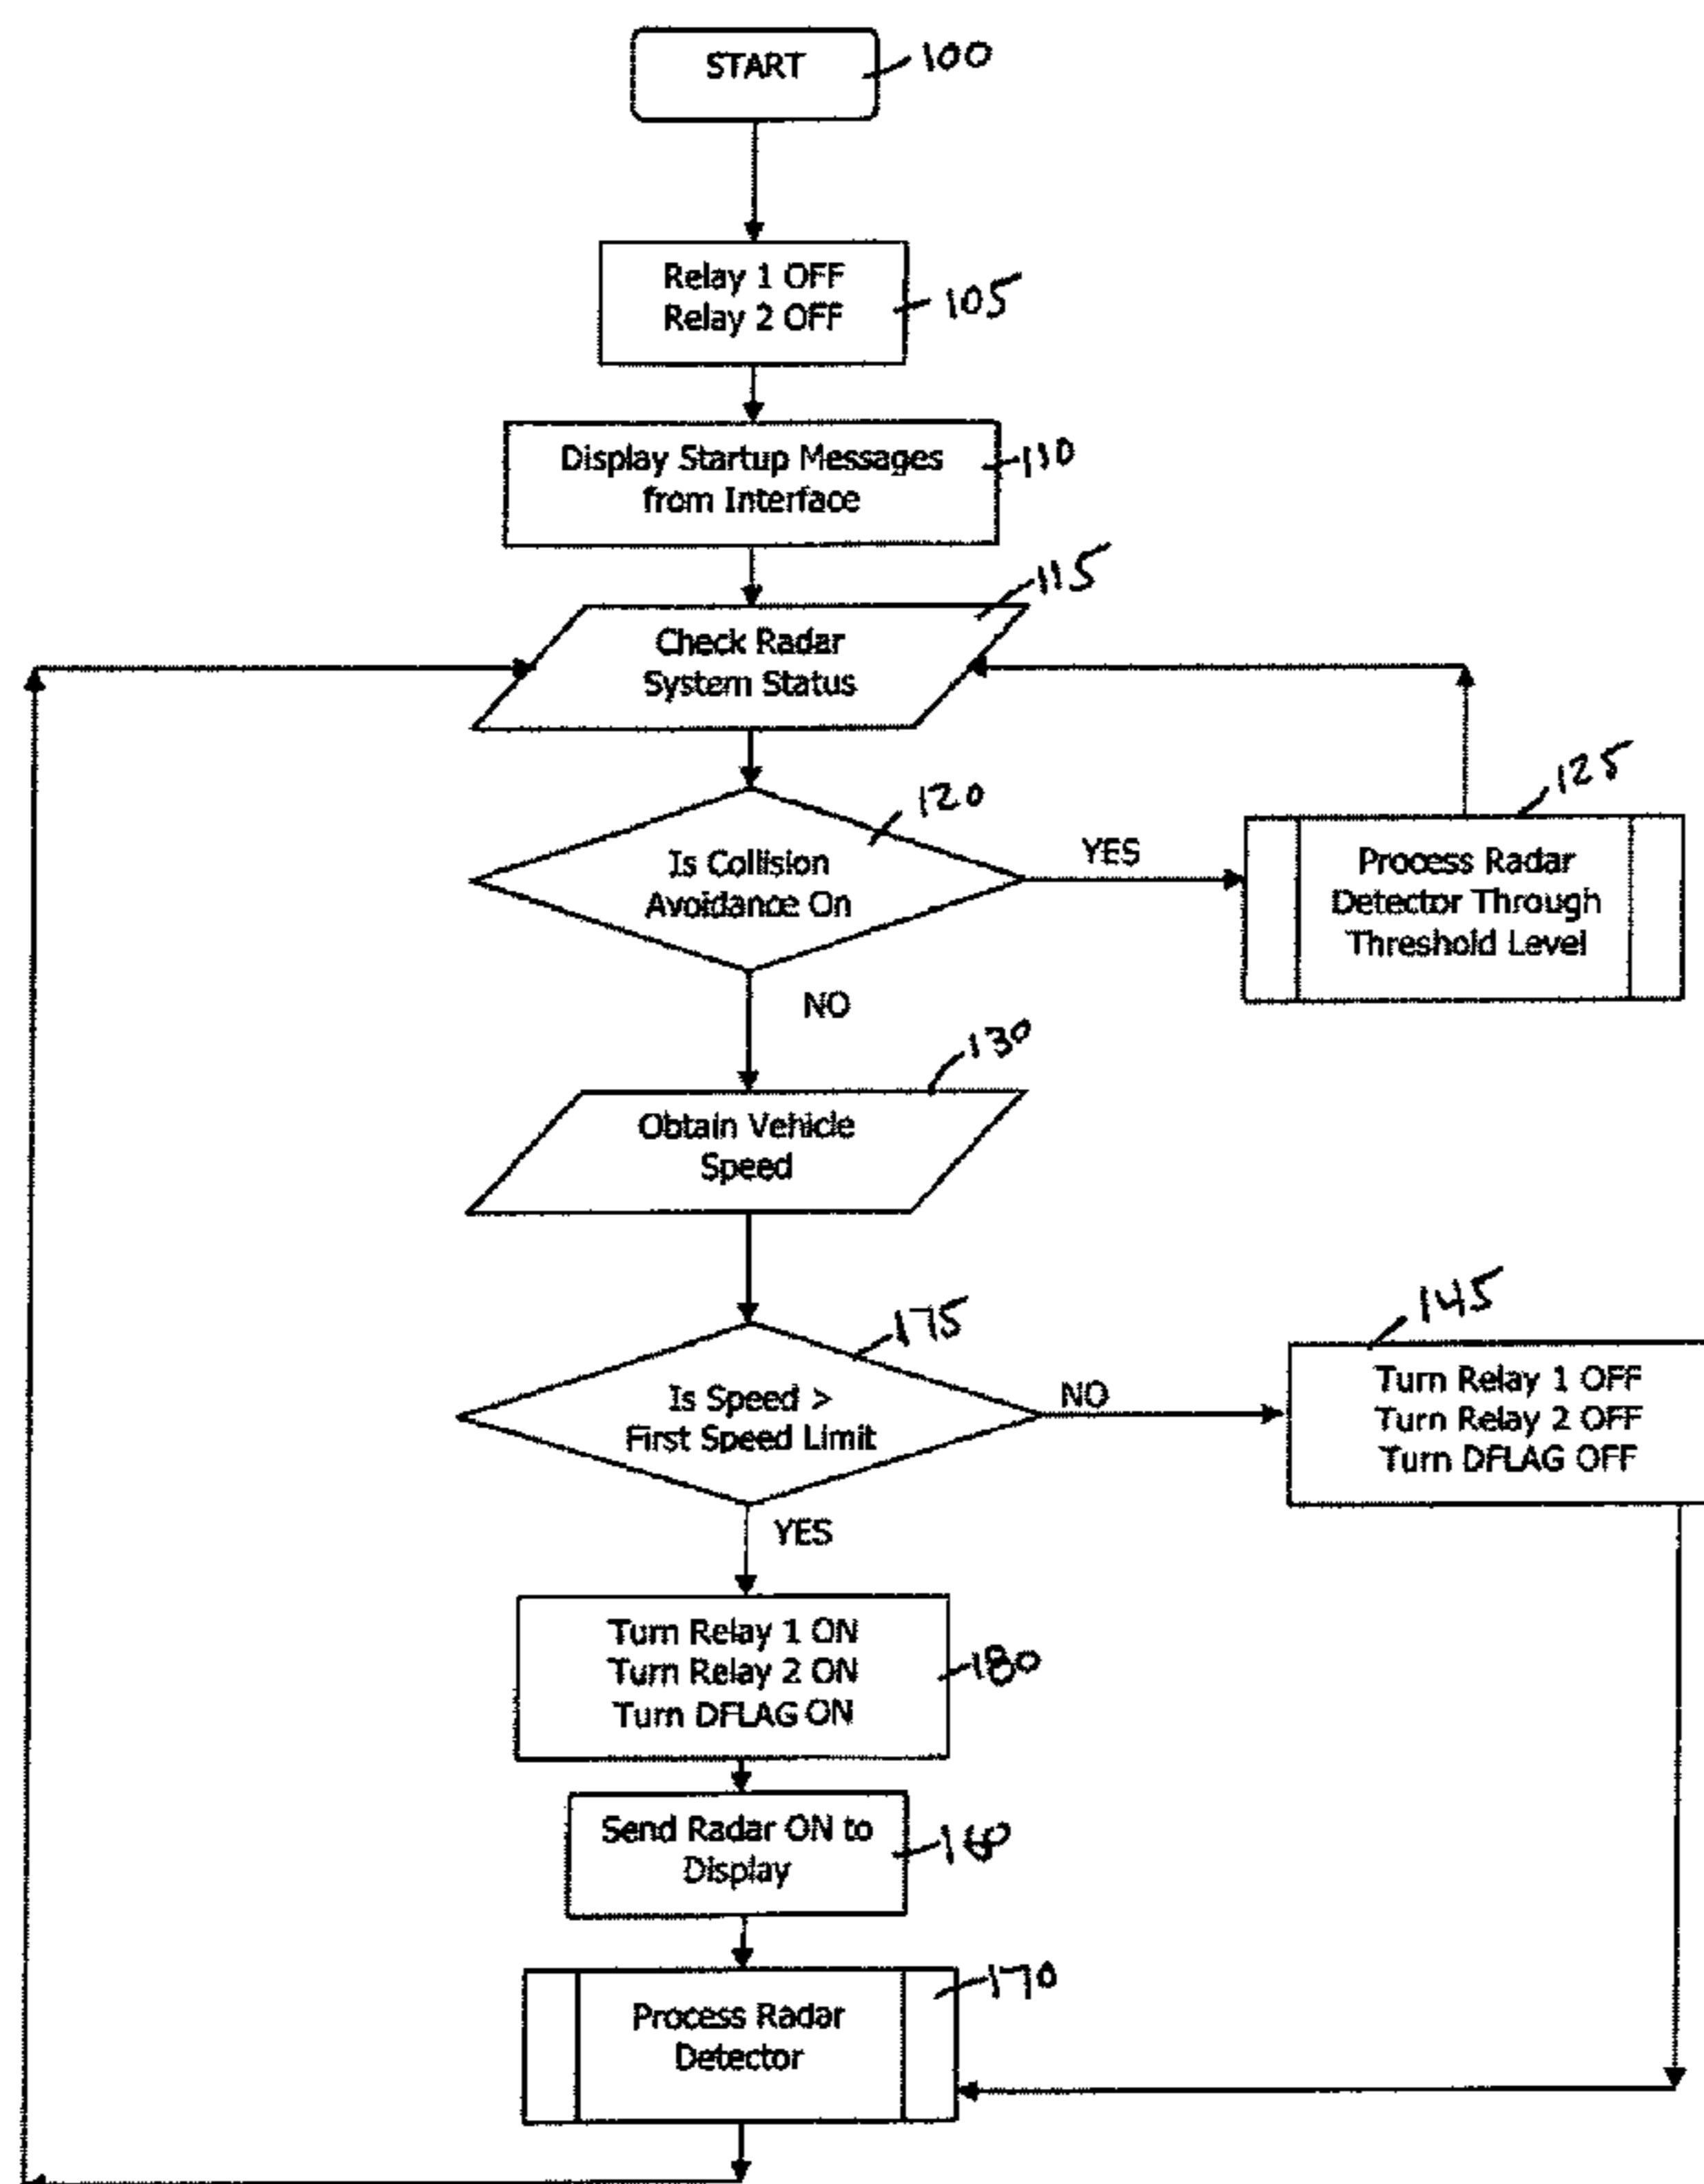 START
100
Relay 1 OFF
Relay 2 OFF
105
Display Startup Messages
from Interface
110
115
Check Radar
System Status
120
Is Collision
Avoidance On
YES
125
Process Radar
Detector Through
Threshold Level
NO
130
Obtain Vehicle
Speed
175
Is Speed >
First Speed Limit
NO
145
Turn Relay 1 OFF
Turn Relay 2 OFF
Turn DFLAG OFF
YES
Turn Relay 1 ON
Turn Relay 2 ON
Turn DFLAG ON
180
Send Radar ON to
Display
Process Radar
Detector
170